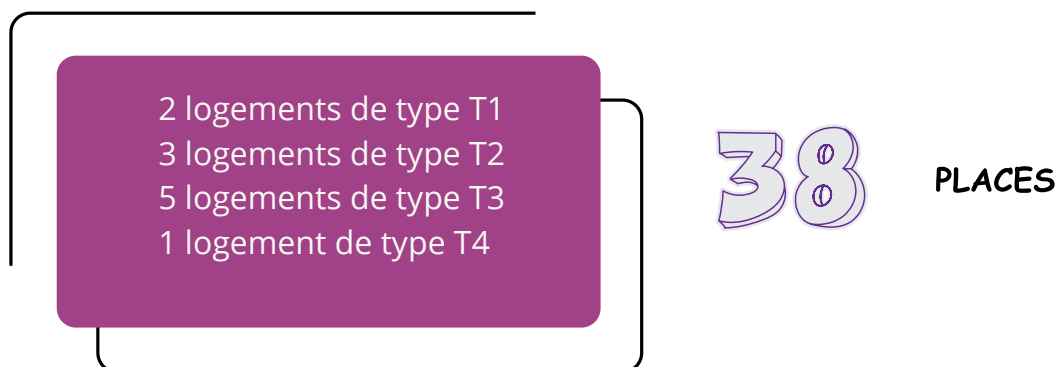 2 logements de type T1
3 logements de type T2
5 logements de type T3
1 logement de type T4
38 PLACES